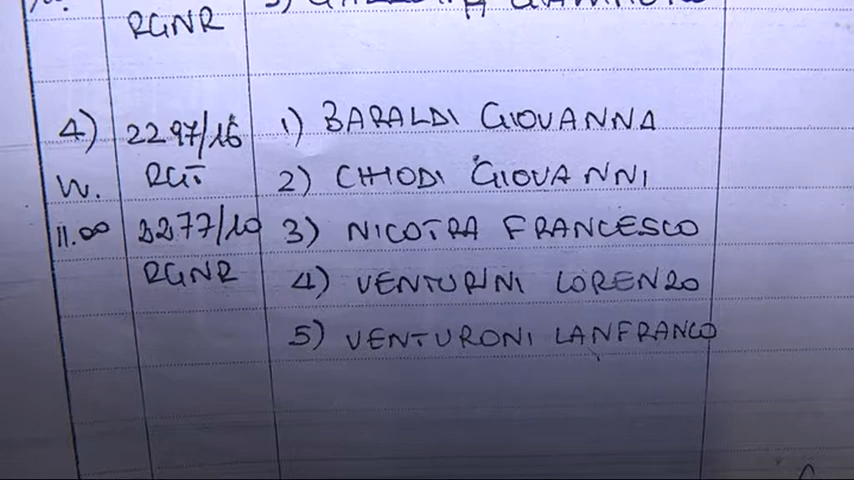 RGNR
4) 2297/16 1) BARALDI GIOVANNA
W. RGT 2) CHIODI GIOVANNI
11.00 3277/10 3) NICOTRA FRANCESCO
RGNR 4) VENTURINI LORENZO
5) VENTURONI LANFRANCO